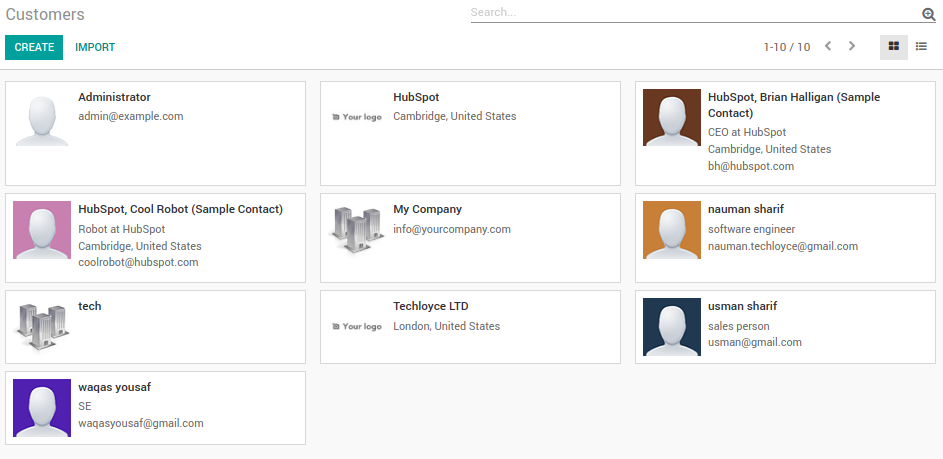 Customers
Search...
CREATE
IMPORT
1-10 / 10
Administrator
admin@example.com
Your logo
HubSpot
Cambridge, United States
HubSpot, Brian Halligan (Sample
Contact)
CEO at HubSpot
Cambridge, United States
bh@hubspot.com
HubSpot, Cool Robot (Sample Contact)
Robot at HubSpot
Cambridge, United States
coolrobot@hubspot.com
My Company
info@yourcompany.com
nauman sharif
software engineer
nauman.techloyce@gmail.com
tech
Your logo
Techloyce LTD
London, United States
usman sharif
sales person
usman@gmail.com
waqas yousaf
SE
waqasyousaf@gmail.com